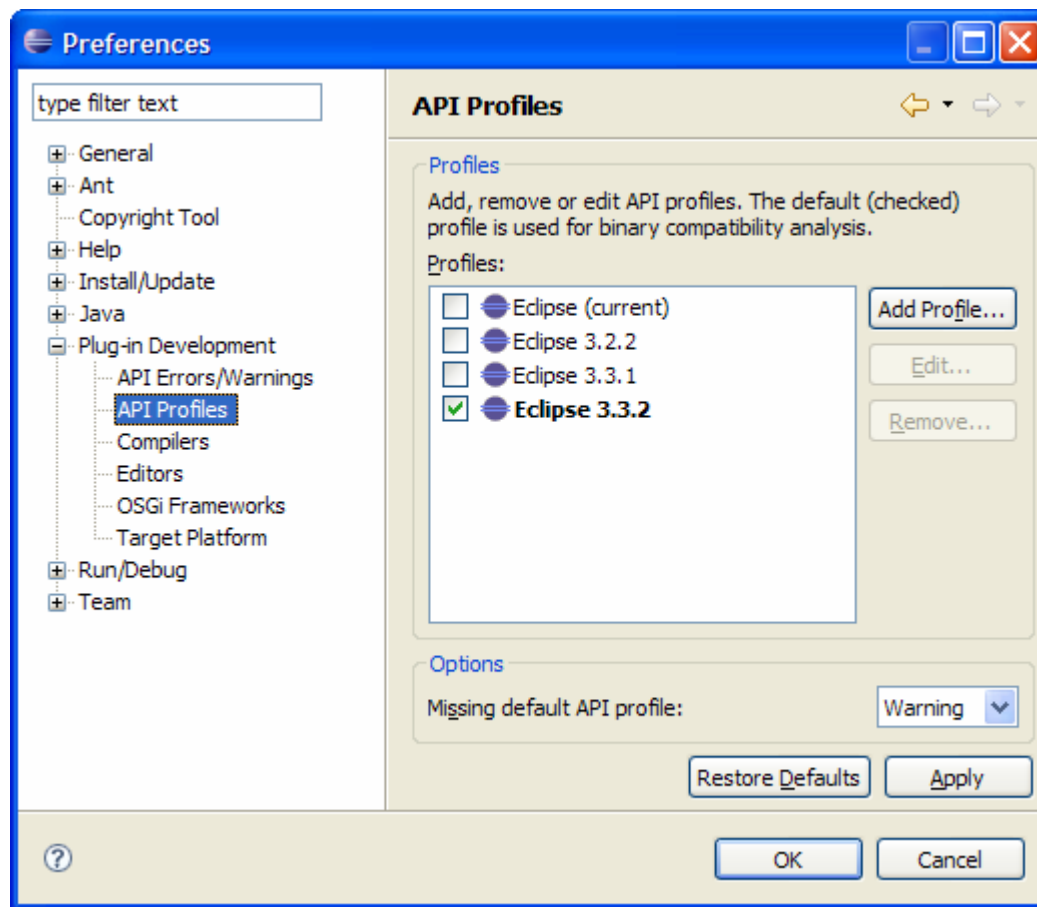 Preferences
type filter text
General
Ant
Copyright Tool
Help
Install/Update
Java
Plug-in Development
API Errors/Warnings
API Profiles
Compilers
Editors
OSGi Frameworks
Target Platform
Run/Debug
Team
API Profiles
Profiles
Add, remove or edit API profiles. The default (checked)
profile is used for binary compatibility analysis.
Profiles:
Eclipse (current)
Eclipse 3.2.2
Eclipse 3.3.1
Eclipse 3.3.2
Add Profile...
Edit...
Remove...
Options
Missing default API profile:
Warning
Restore Defaults
Apply
?
OK
Cancel